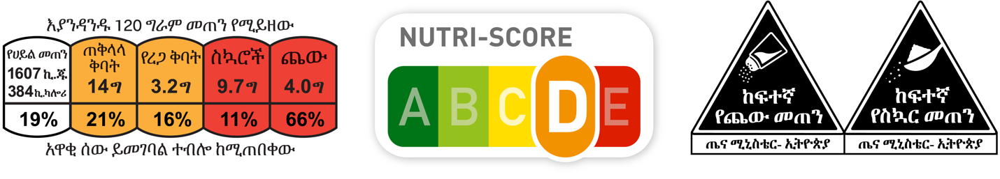 እያንዳንዱ 120 ግራም መጠን የሚይዘው
የሀይል መጠን
1607 ኪ.ጁ
384 ኪ.ካሎሪ
19%
ጠቅላላ
ቅባት
14ግ
21%
የረጋ ቅባት
3.2ግ
16%
ስኳሮች
9.7ግ
11%
ጨው
4.0ግ
66%
አዋቂ ሰው ይመገባል ተብሎ ከሚጠበቀው
NUTRI-SCORE
A B C D E
ከፍተኛ
የጨው መጠን
ጤና ሚኒስቴር- ኢትዮጵያ
ከፍተኛ
የስኳር መጠን
ጤና ሚኒስቴር- ኢትዮጵያ